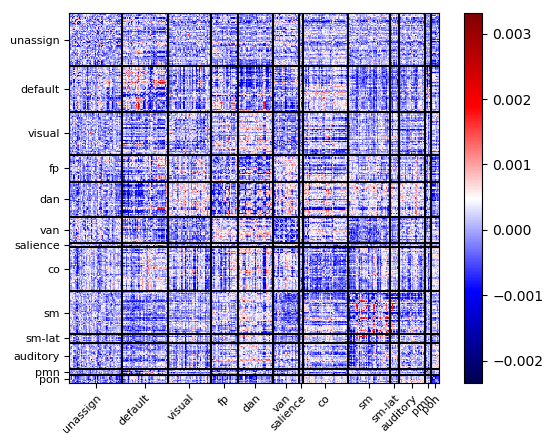 unassign
default
visual
fp
dan
van
salience
co
sm
sm-lat
auditory
pmn
pon
unassign
default
visual
fp
dan
van
salience
co
sm
sm-lat
auditory
pmn
pon
0.003
0.002
0.001
0.000
−0.001
−0.002